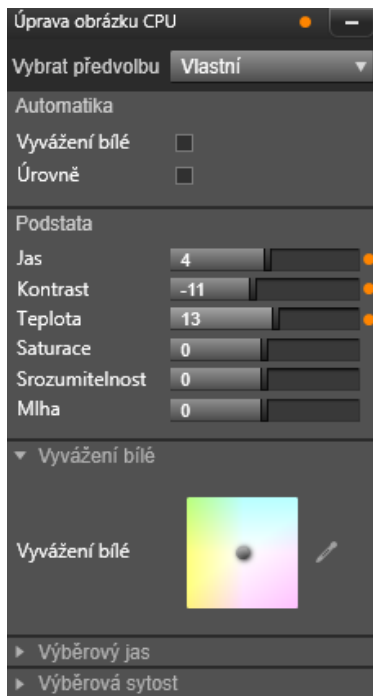 Úprava obrázku CPU
Vybrat předvolbu Vlastní
Automatika
Vyvážení bílé
Úrovně
Podstata
Jas 4
Kontrast -11
Teplota 13
Saturace 0
Srozumitelnost 0
Mlha 0
Vyvážení bílé
Vyvážení bílé
Výběrový jas
Výběrová sytost